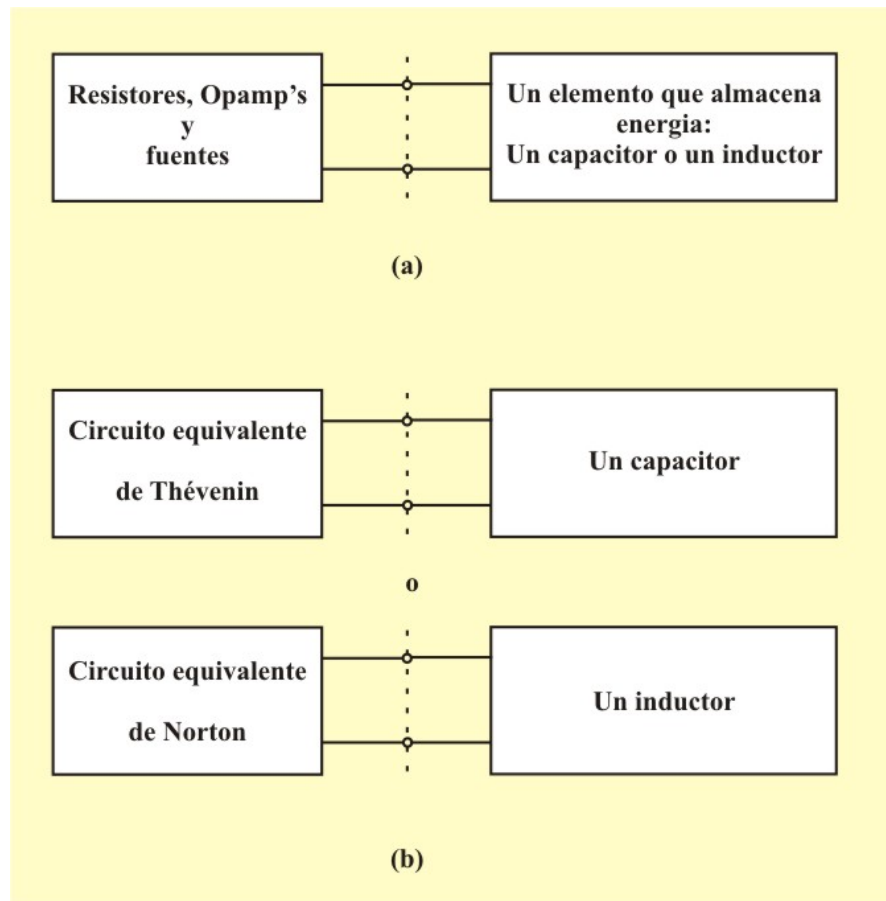 Resistores, Opamp's
y
fuentes
Un elemento que almacena
energia:
Un capacitor o un inductor
(a)
Circuito equivalente
de Thévenin
Un capacitor
o
Circuito equivalente
de Norton
Un inductor
(b)